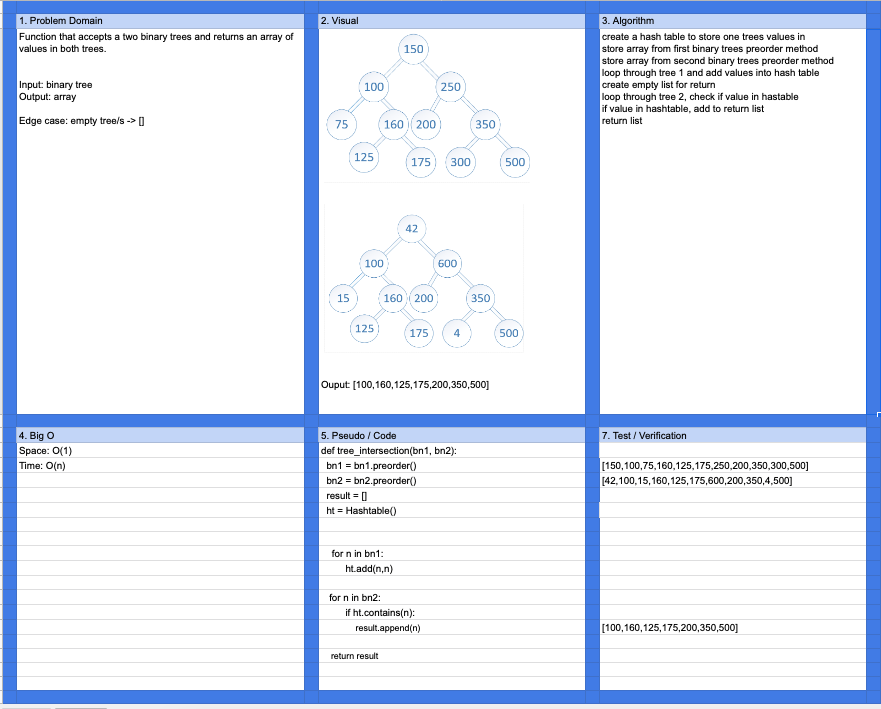 1. Problem Domain
Function that accepts a two binary trees and returns an array of
values in both trees.
Input: binary tree
Output: array
Edge case: empty tree/s -> []
2. Visual
150
100
250
75
160
200
350
125
175
300
500
42
100
600
15
160
200
350
125
175
4
500
Ouput: [100,160,125,175,200,350,500]
3. Algorithm
create a hash table to store one trees values in
store array from first binary trees preorder method
store array from second binary trees preorder method
loop through tree 1 and add values into hash table
create empty list for return
loop through tree 2, check if value in hastable
if value in hashtable, add to return list
return list
4. Big O
Space: O(1)
Time: O(n)
5. Pseudo / Code
def tree_intersection(bn1, bn2):
bn1 = bn1.preorder()
bn2 = bn2.preorder()
result = []
ht = Hashtable()
for n in bn1:
ht.add(n,n)
for n in bn2:
if ht.contains(n):
result.append(n)
return result
7. Test / Verification
[150,100,75,160,125,175,250,200,350,300,500]
[42,100,15,160,125,175,600,200,350,4,500]
[100,160,125,175,200,350,500]